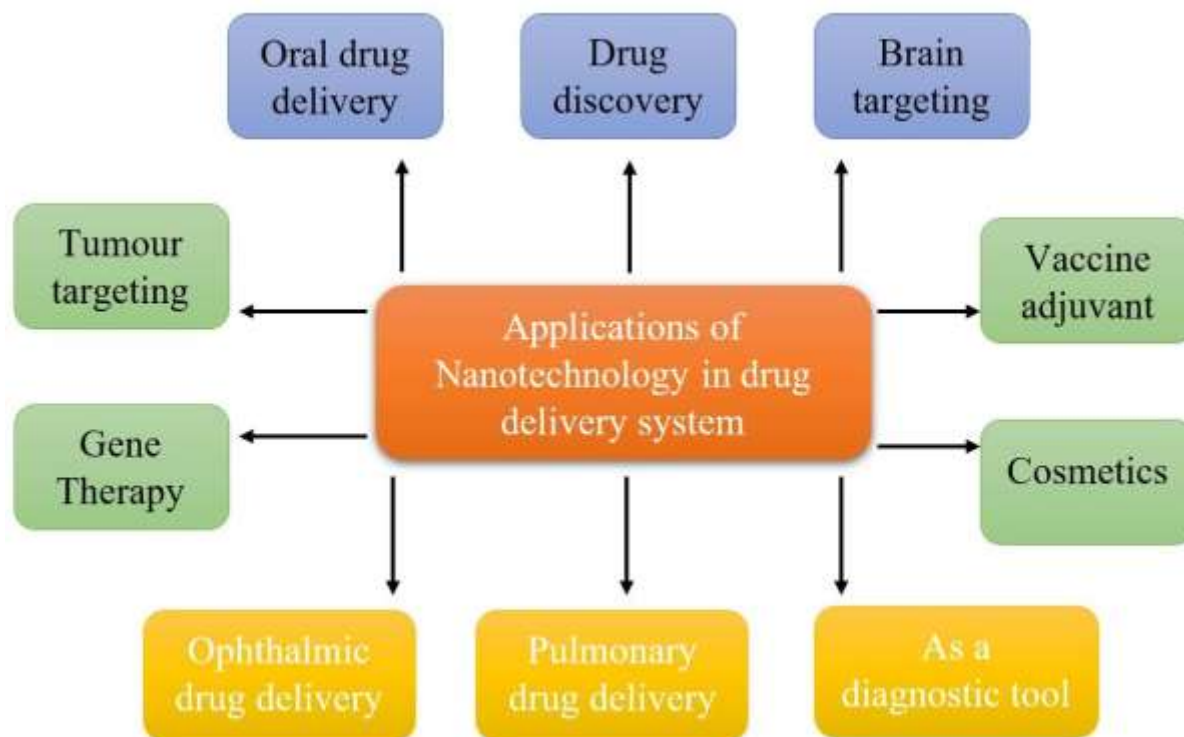 Oral drug
delivery
Drug
discovery
Brain
targeting
Tumour
targeting
Vaccine
adjuvant
Applications of
Nanotechnology in drug
delivery system
Gene
Therapy
Cosmetics
Ophthalmic
drug delivery
Pulmonary
drug delivery
As a
diagnostic tool